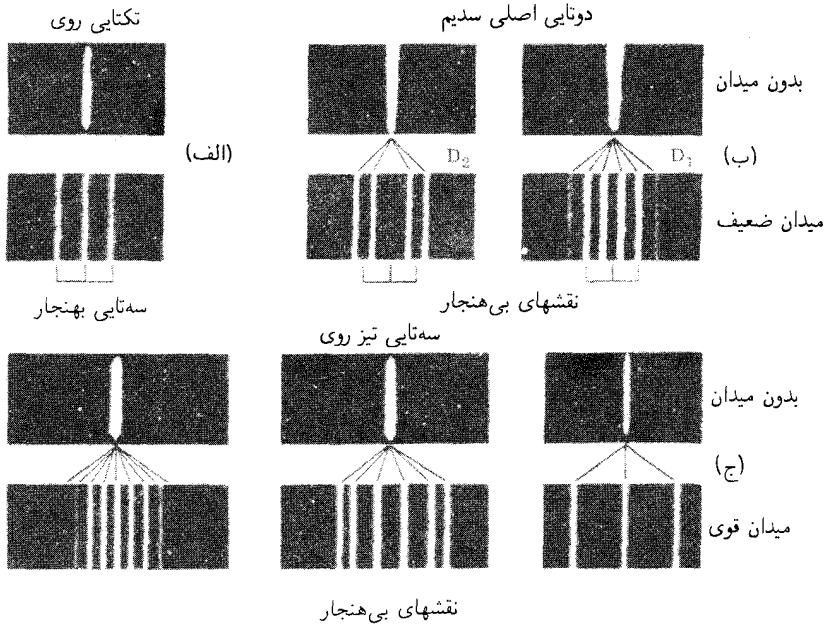 دوتایی اصلی سدیم
تکتایی روی
بدون میدان
(ب)
D₁
D₂
(الف)
میدان ضعیف
نقشهای بی‌هنجار
سه‌تایی بهنجار
سه‌تایی تیز روی
بدون میدان
(ج)
میدان قوی
نقشهای بی‌هنجار